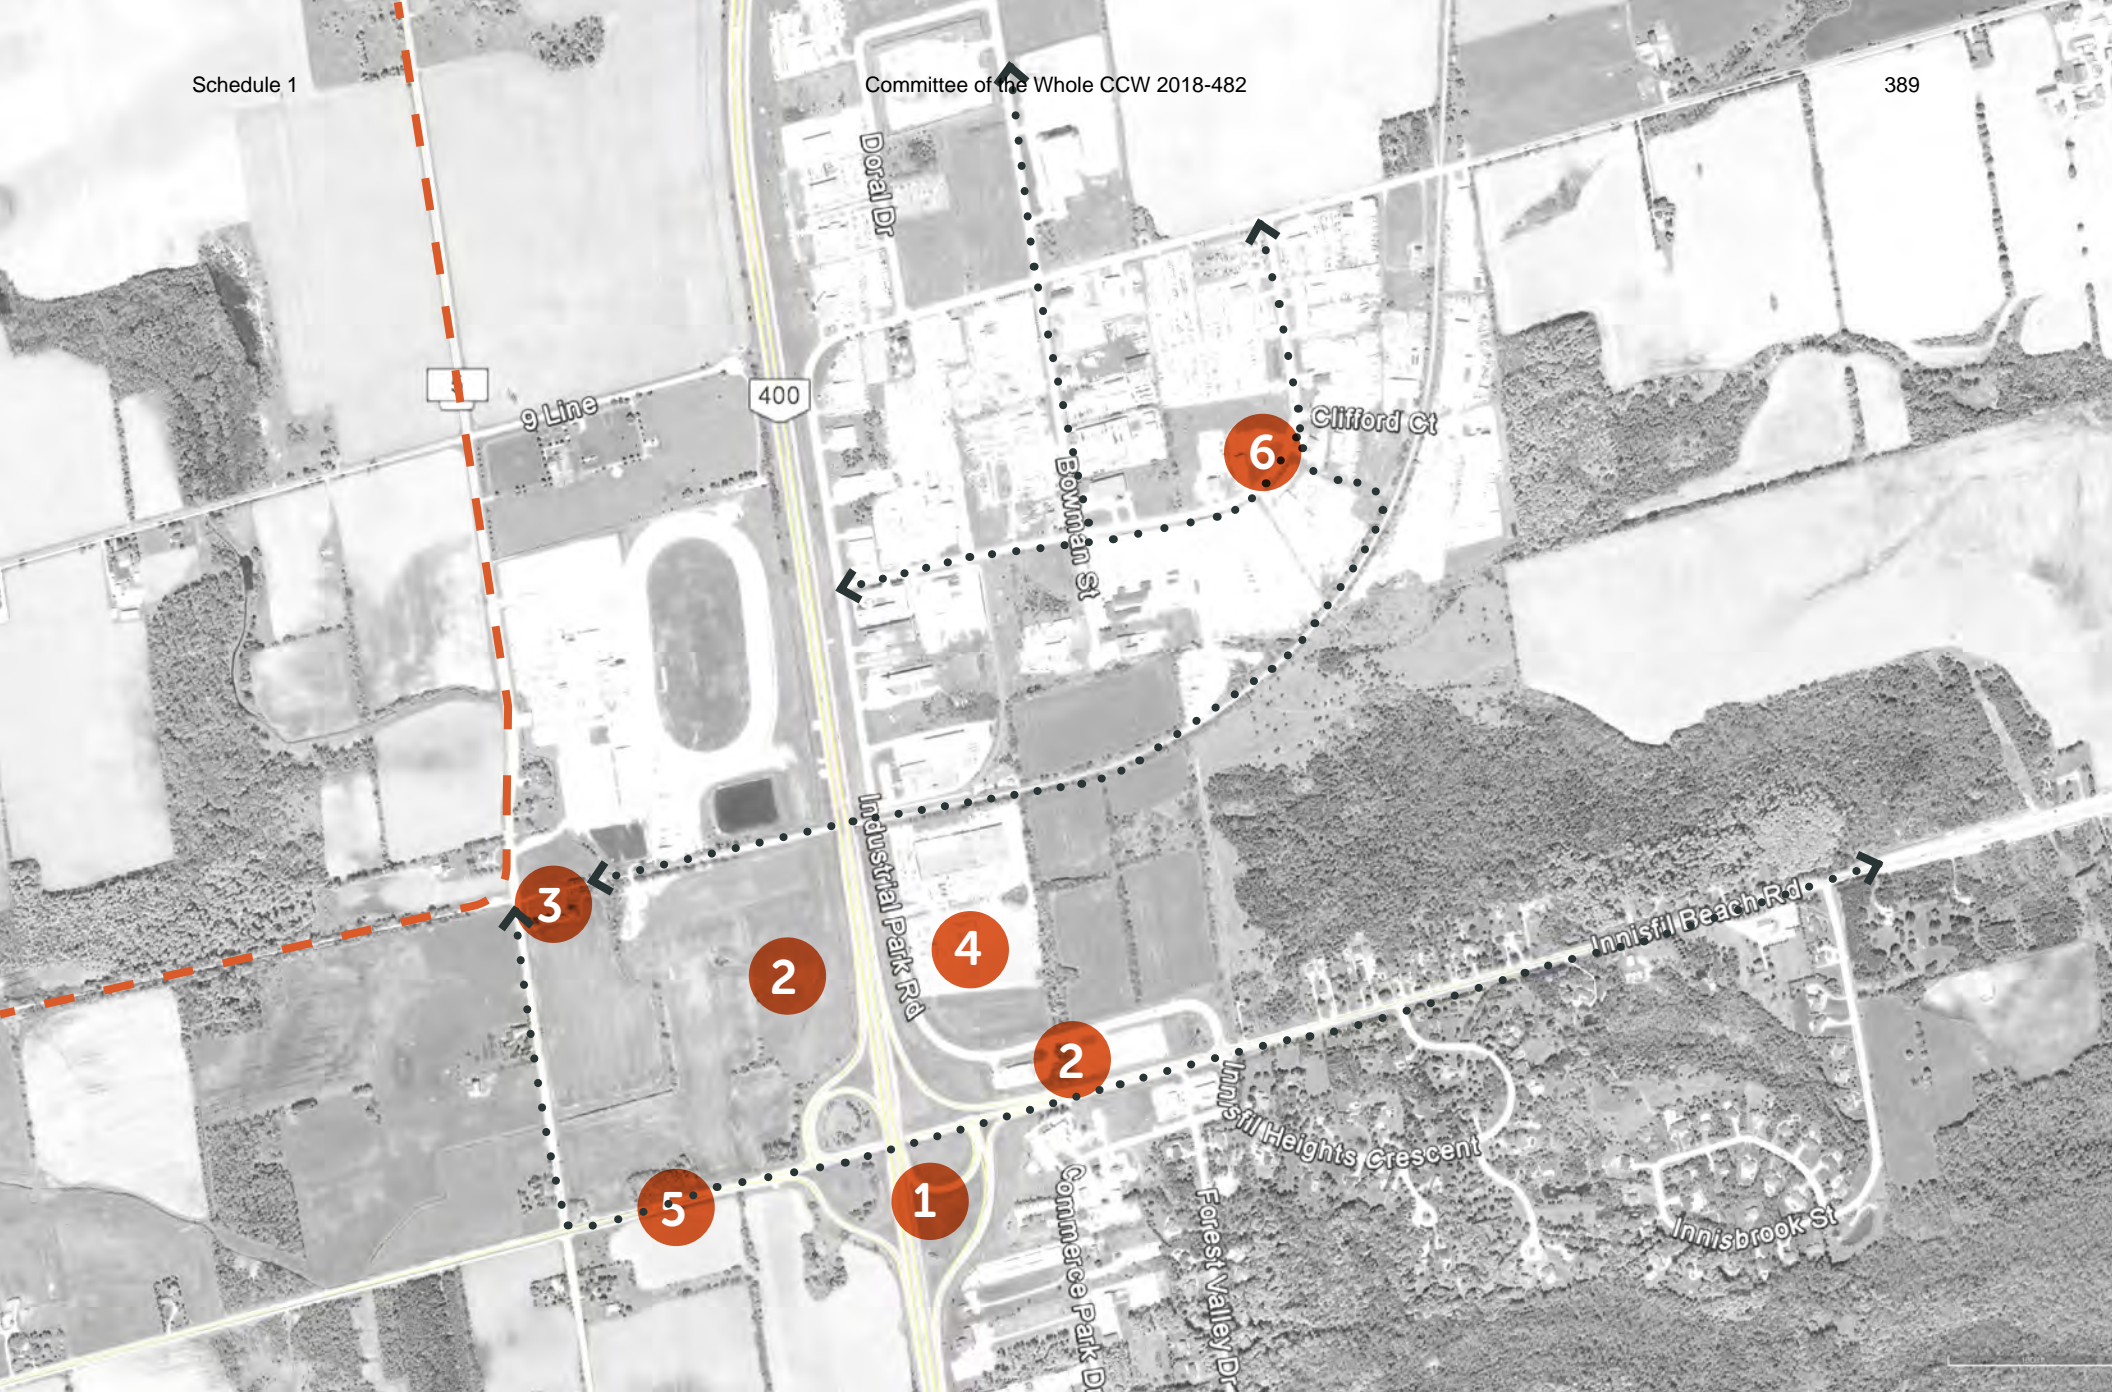 Schedule 1
Committee of the Whole CCW 2018-482
389
Doral Dr
400
9 Line
Clifford Ct
6
Bowman St
Industrial Park Rd
3
2
4
Innisfil Beach Rd
2
5
1
Innisfil Heights Crescent
Commerce Park D
Forest Valley Dr
Innisbrook St